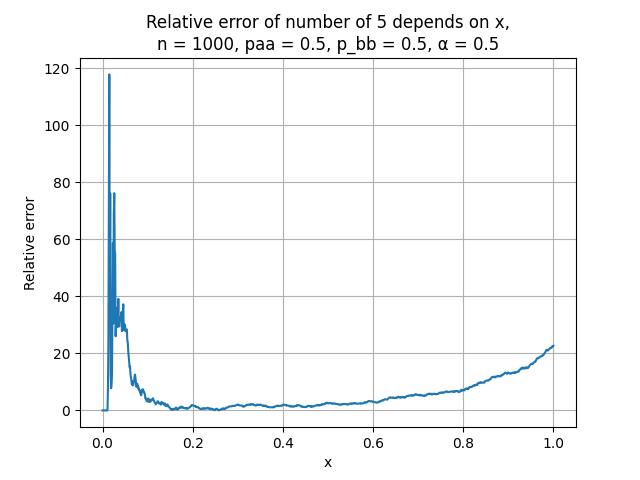 Relative error of number of 5 depends on x,
n = 1000, paa = 0.5, p_bb = 0.5, α = 0.5
120
100
80
60
40
20
0
Relative error
0.0 0.2 0.4 0.6 0.8 1.0
x